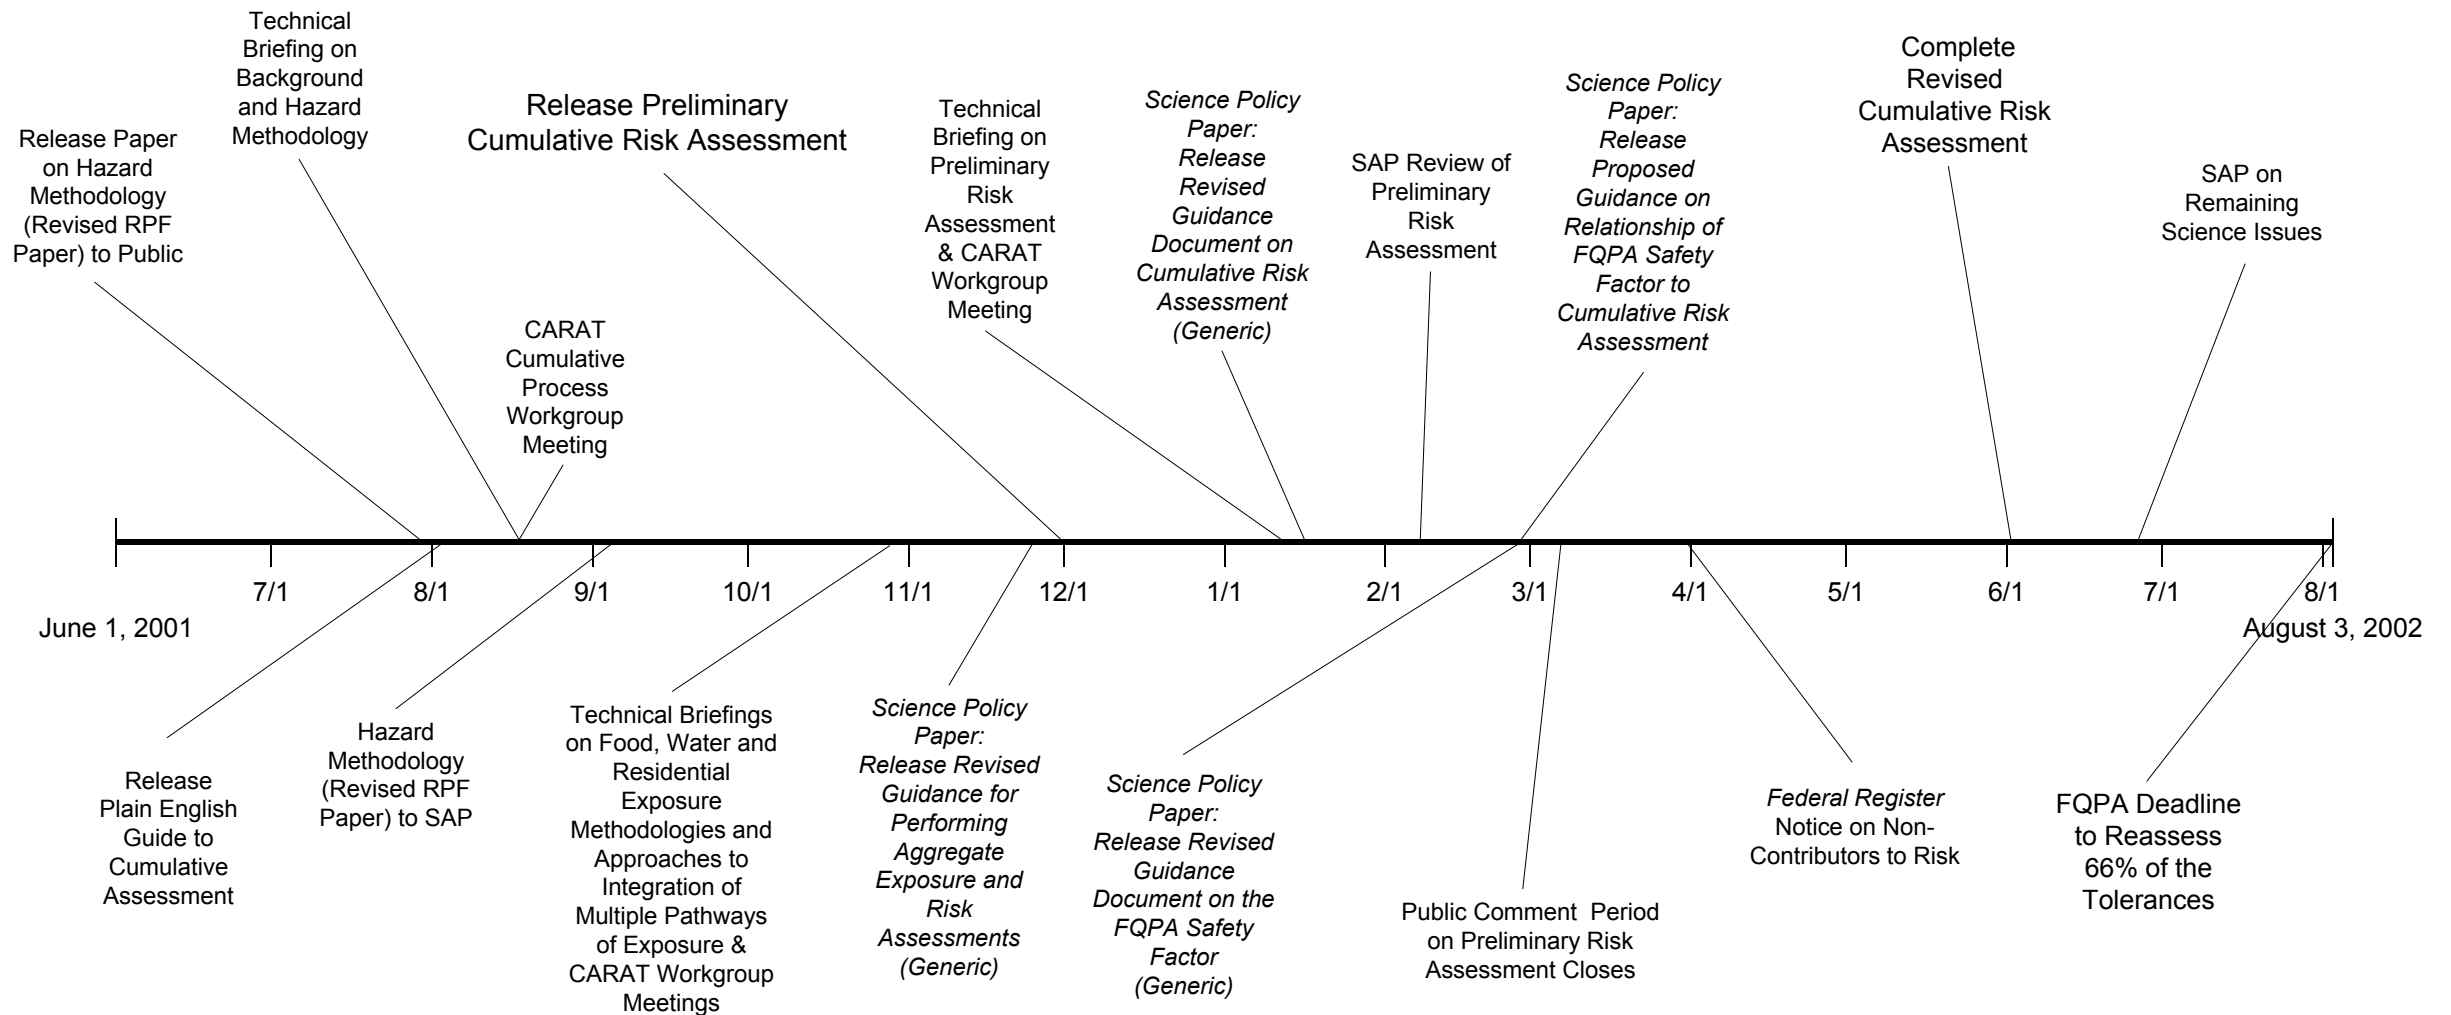 Release Paper
on Hazard
Methodology
(Revised RPF
Paper) to Public
Technical
Briefing on
Background
and Hazard
Methodology
CARAT
Cumulative
Process
Workgroup
Meeting
Release Preliminary
Cumulative Risk Assessment
Technical
Briefing on
Preliminary
Risk
Assessment
& CARAT
Workgroup
Meeting
Science Policy
Paper:
Release
Revised
Guidance
Document on
Cumulative Risk
Assessment
(Generic)
SAP Review of
Preliminary
Risk
Assessment
Science Policy
Paper:
Release
Proposed
Guidance on
Relationship of
FQPA Safety
Factor to
Cumulative Risk
Assessment
Complete
Revised
Cumulative Risk
Assessment
SAP on
Remaining
Science Issues
7/1
8/1
9/1
10/1
11/1
12/1
1/1
2/1
3/1
4/1
5/1
6/1
7/1
8/1
June 1, 2001
August 3, 2002
Release
Plain English
Guide to
Cumulative
Assessment
Hazard
Methodology
(Revised RPF
Paper) to SAP
Technical Briefings
on Food, Water and
Residential
Exposure
Methodologies and
Approaches to
Integration of
Multiple Pathways
of Exposure &
CARAT Workgroup
Meetings
Science Policy
Paper:
Release Revised
Guidance for
Performing
Aggregate
Exposure and
Risk
Assessments
(Generic)
Science Policy
Paper:
Release Revised
Guidance
Document on the
FQPA Safety
Factor
(Generic)
Public Comment  Period
on Preliminary Risk
Assessment Closes
Federal Register
Notice on Non-
Contributors to Risk
FQPA Deadline
to Reassess
66% of the
Tolerances